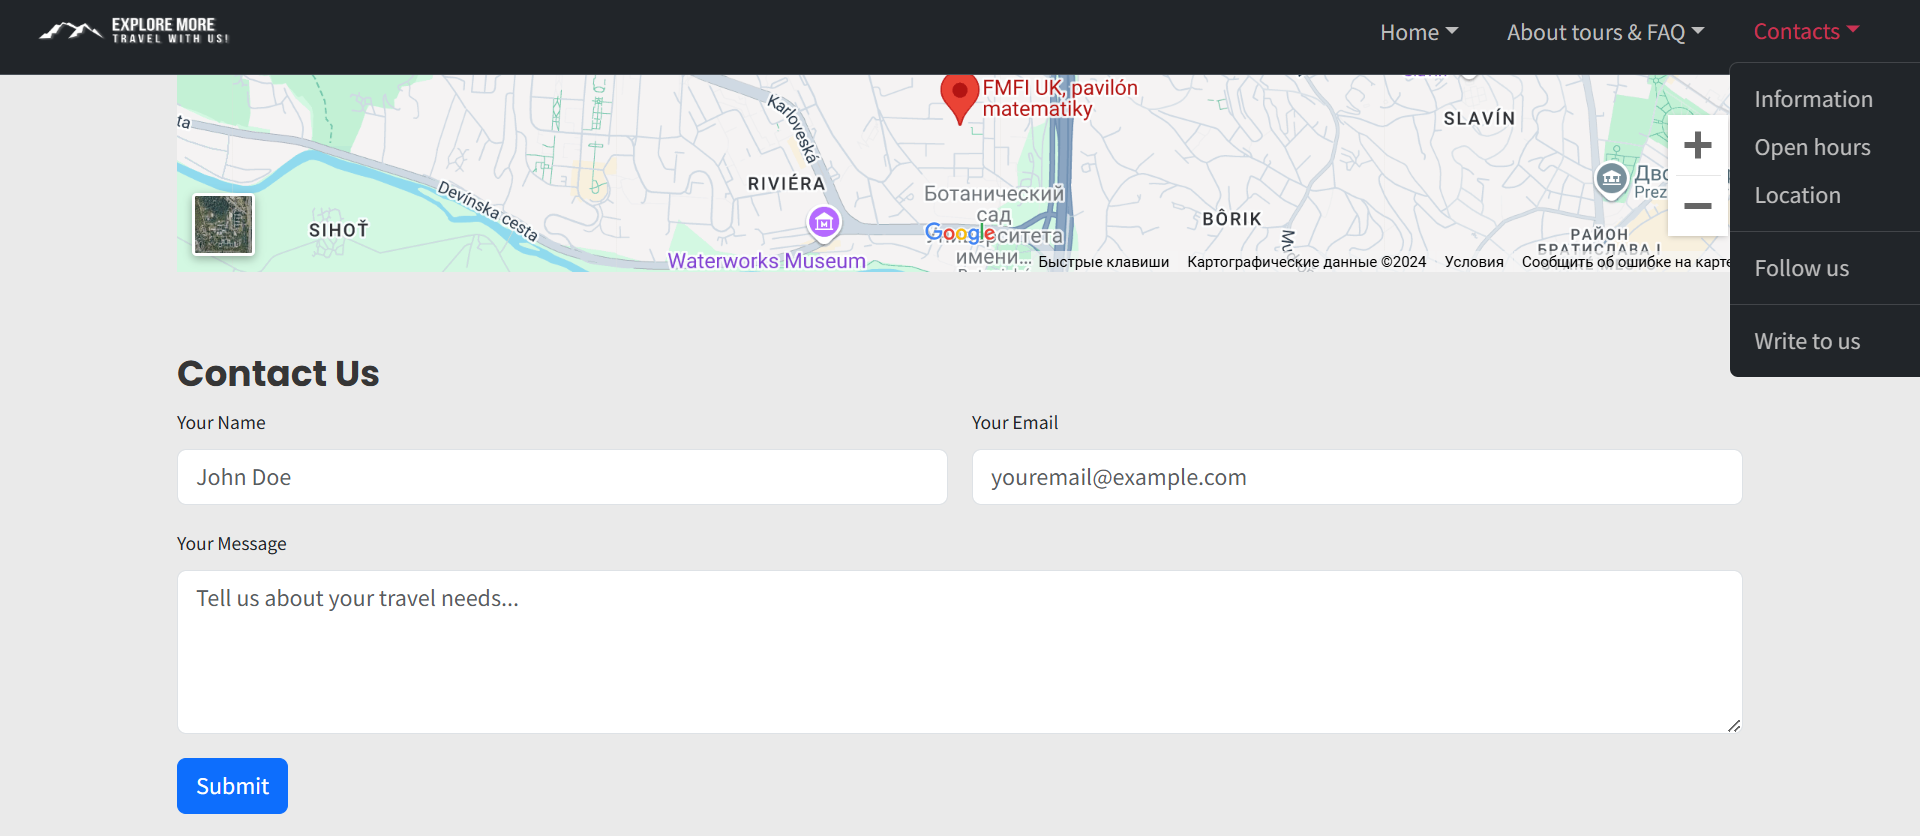 EXPLORE MORE
TRAVEL WITH US!
Home
About tours & FAQ
Contacts
Information
Open hours
Location
Follow us
Write to us
FMFI UK, pavilón
matematiky
Karloveská
SLAVÍN
ta
RIVIÉRA
Devínska cesta
Ботанический
сад
университета
имени...
SIHOŤ
BÔRIK
Prez
РАЙОН
БРАТИСЛАВА I
Waterworks Museum
Google
Быстрые клавиши
Картографические данные ©2024
Условия
Сообщить об ошибке на карте
Contact Us
Your Name
Your Email
John Doe
youremail@example.com
Your Message
Tell us about your travel needs...
Submit